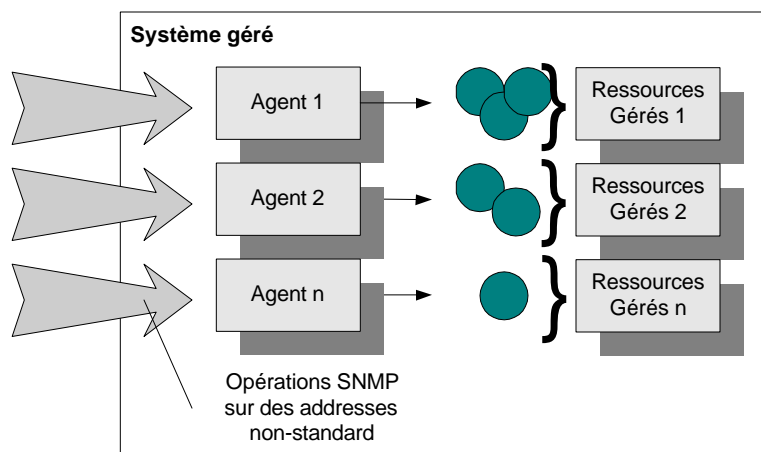 Système géré
Agent 1
Ressources
Gérés 1
Agent 2
Ressources
Gérés 2
Agent n
Ressources
Gérés n
Opérations SNMP
sur des addresses
non-standard